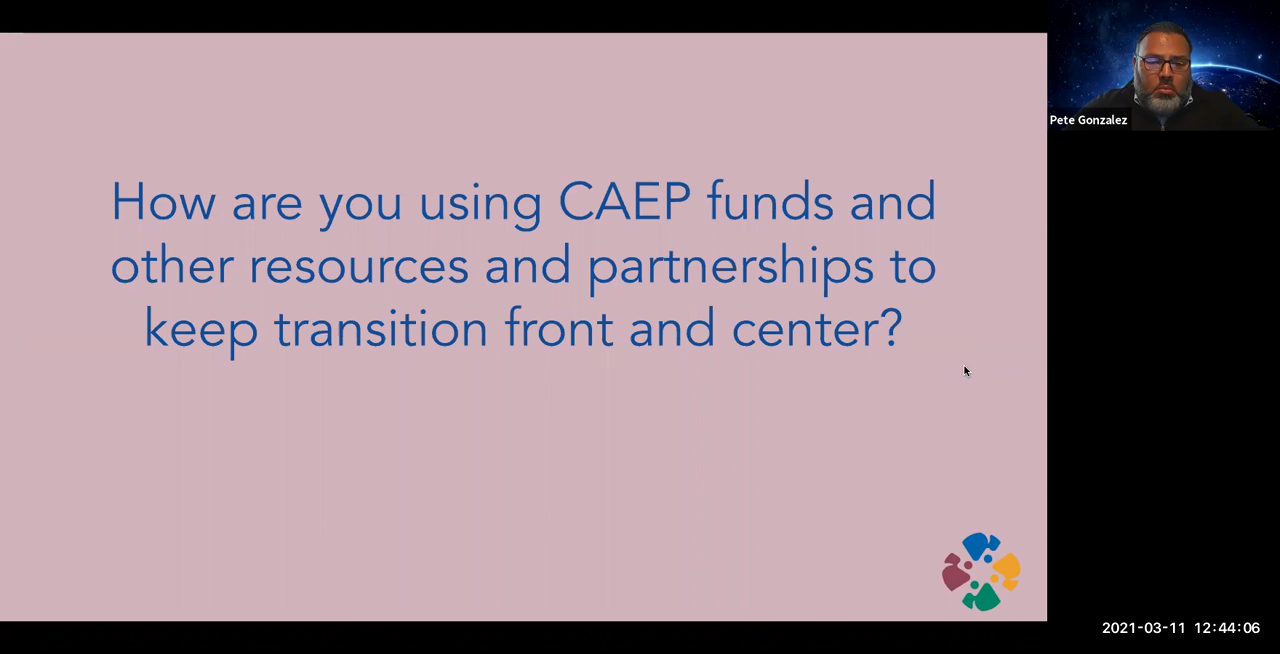 How are you using CAEP funds and
other resources and partnerships to
keep transition front and center?
Pete Gonzalez
2021-03-11 12:44:06